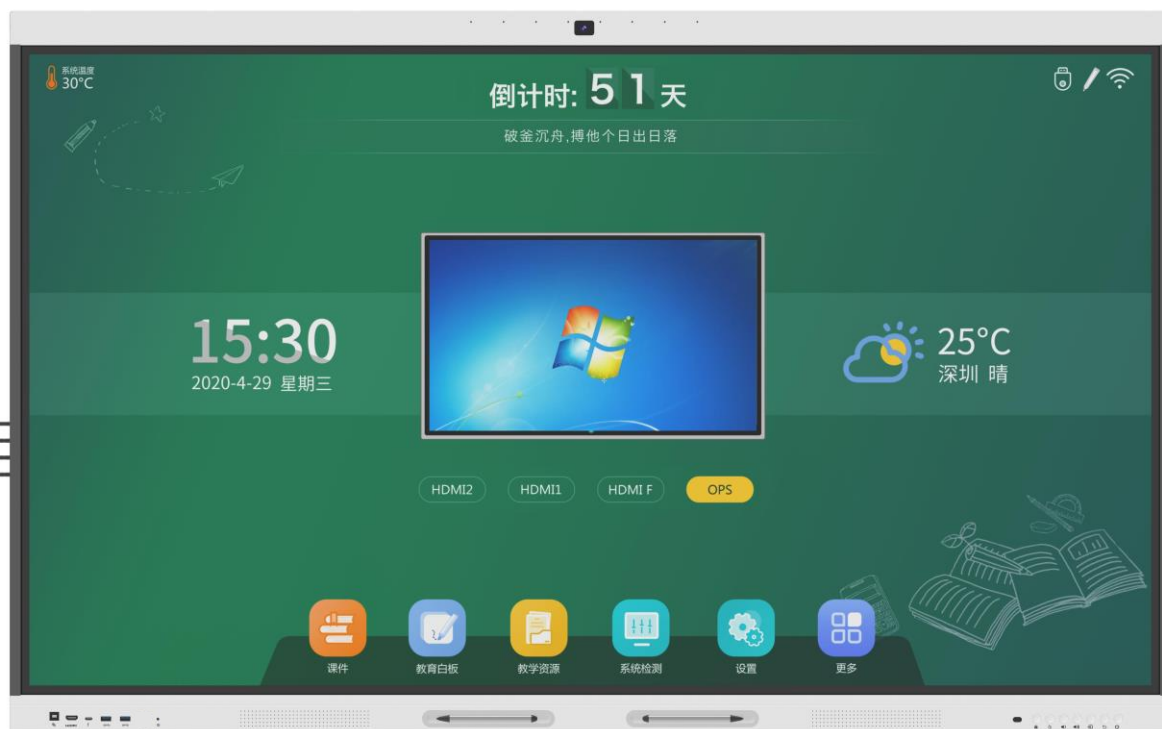 系统温度
30°C
倒计时: 51 天
破釜沉舟,搏他个日出日落
15:30
2020-4-29 星期三
25°C
深圳 晴
HDMI2 HDMI1 HDMI F OPS
课件 教育白板 教学资源 系统检测 设置 更多